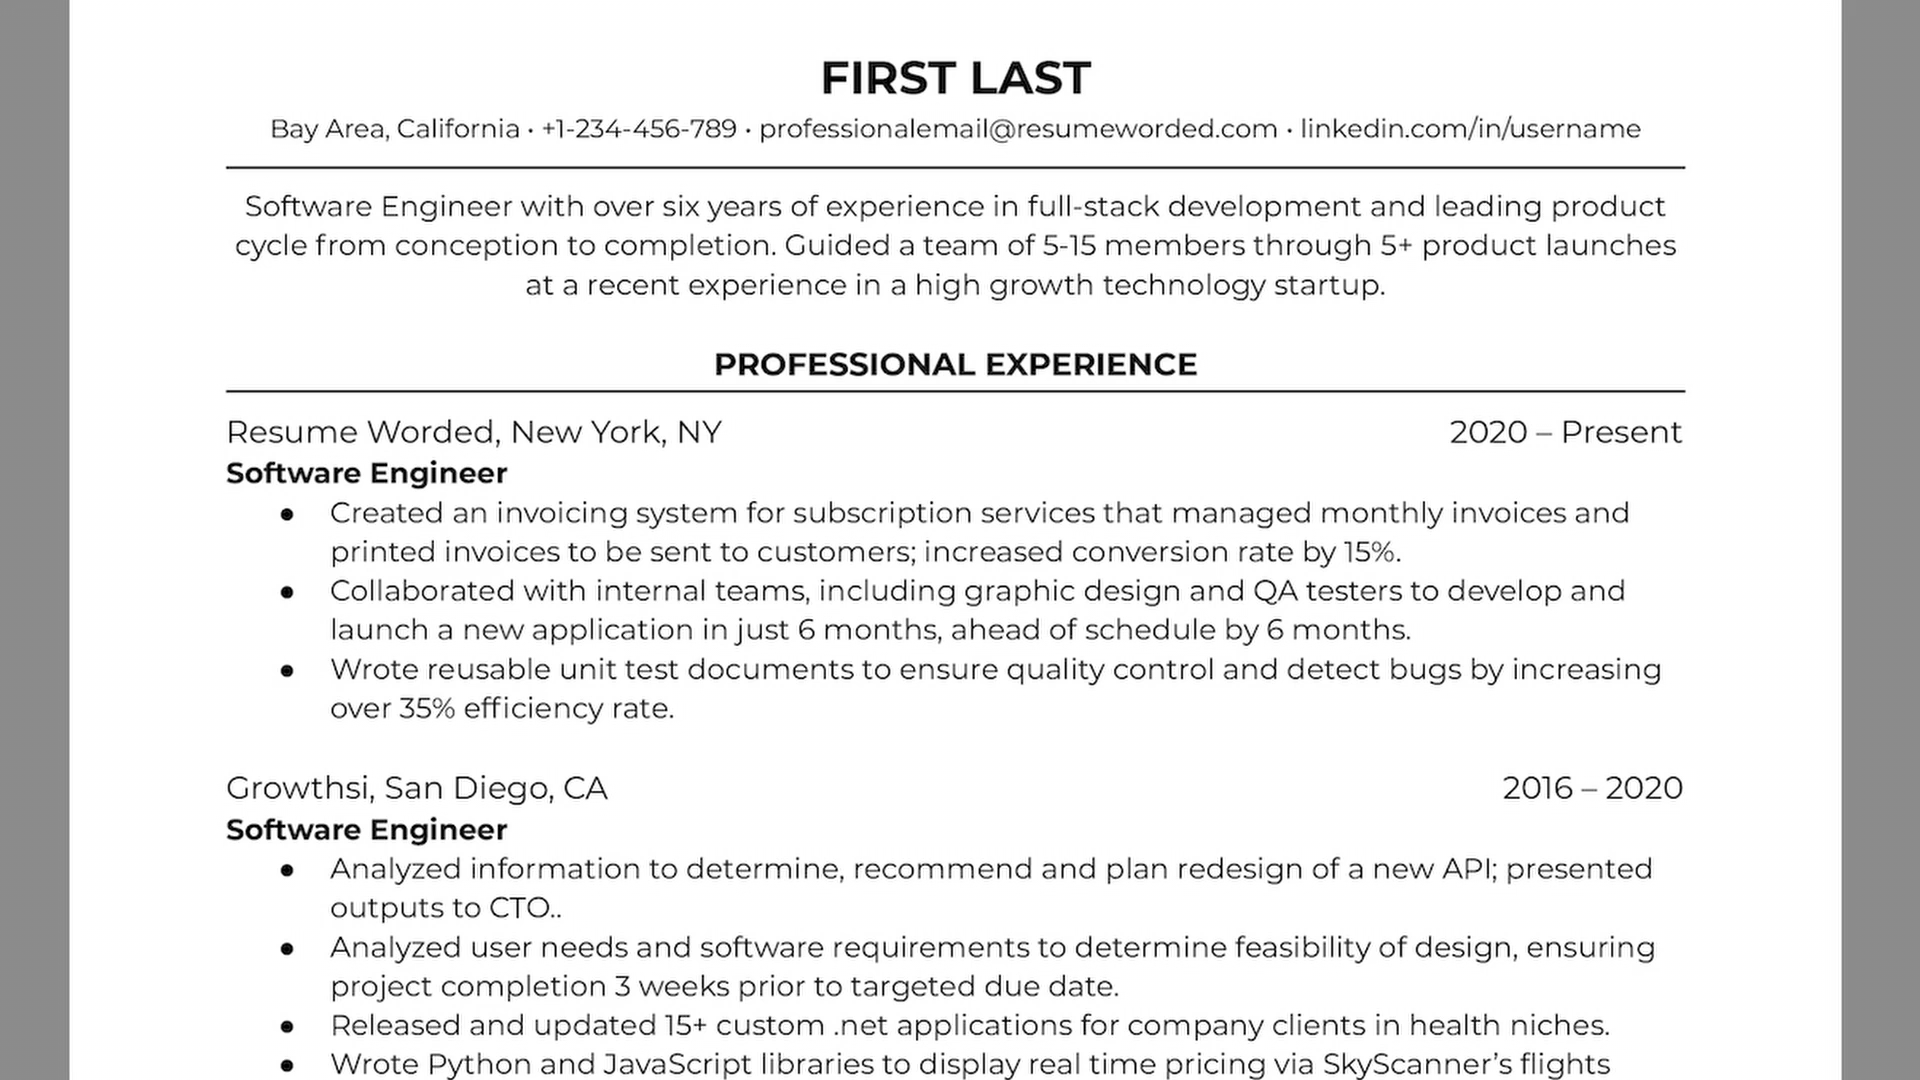 FIRST LAST
Bay Area, California • +1-234-456-789 • professionalemail@resumeworded.com • linkedin.com/in/username
Software Engineer with over six years of experience in full-stack development and leading product
cycle from conception to completion. Guided a team of 5-15 members through 5+ product launches
at a recent experience in a high growth technology startup.
PROFESSIONAL EXPERIENCE
Resume Worded, New York, NY 2020 – Present
Software Engineer
● Created an invoicing system for subscription services that managed monthly invoices and
printed invoices to be sent to customers; increased conversion rate by 15%.
● Collaborated with internal teams, including graphic design and QA testers to develop and
launch a new application in just 6 months, ahead of schedule by 6 months.
● Wrote reusable unit test documents to ensure quality control and detect bugs by increasing
over 35% efficiency rate.
Growthsi, San Diego, CA 2016 – 2020
Software Engineer
● Analyzed information to determine, recommend and plan redesign of a new API; presented
outputs to CTO..
● Analyzed user needs and software requirements to determine feasibility of design, ensuring
project completion 3 weeks prior to targeted due date.
● Released and updated 15+ custom .net applications for company clients in health niches.
● Wrote Python and JavaScript libraries to display real time pricing via SkyScanner’s flights